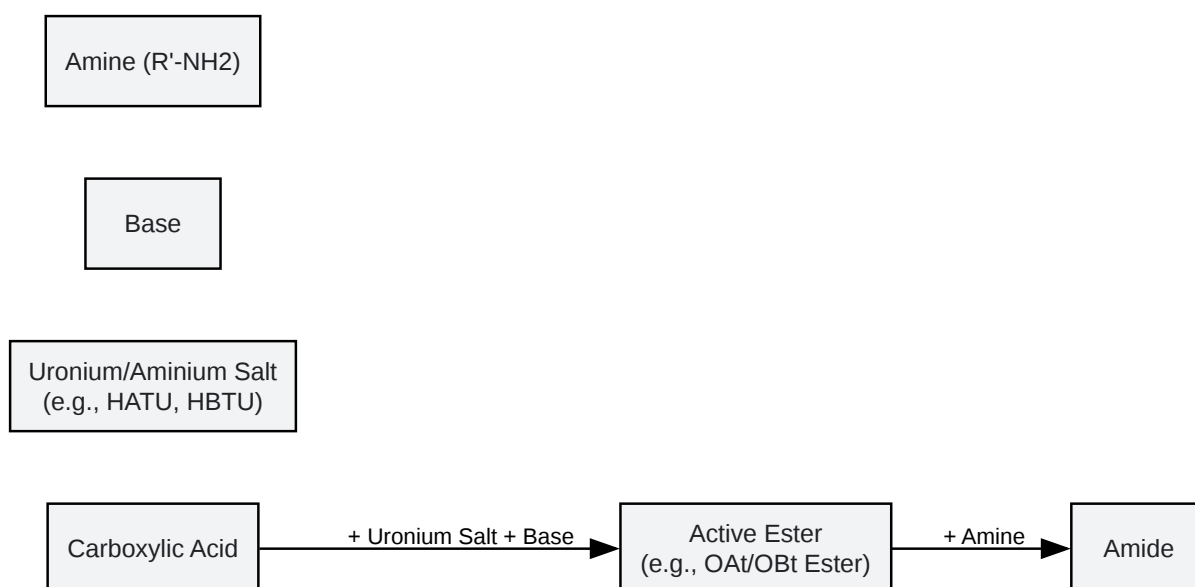 Amine (R'-NH2)
Base
Uronium/Aminium Salt
(e.g., HATU, HBTU)
Carboxylic Acid
+ Uronium Salt + Base
Active Ester
(e.g., OAt/OBt Ester)
+ Amine
Amide